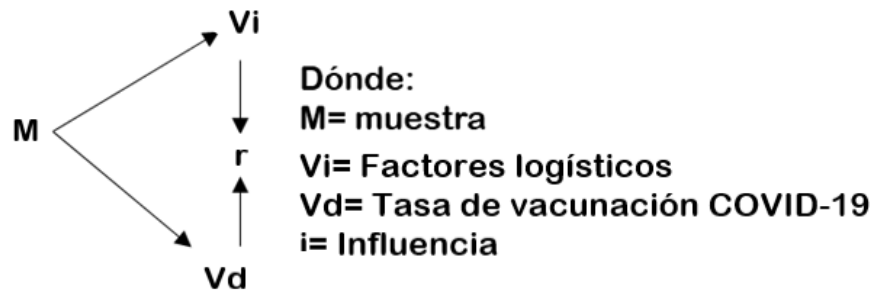 Vi
Dónde:
M= muestra
M
r
Vi= Factores logísticos
Vd= Tasa de vacunación COVID-19
i= Influencia
Vd